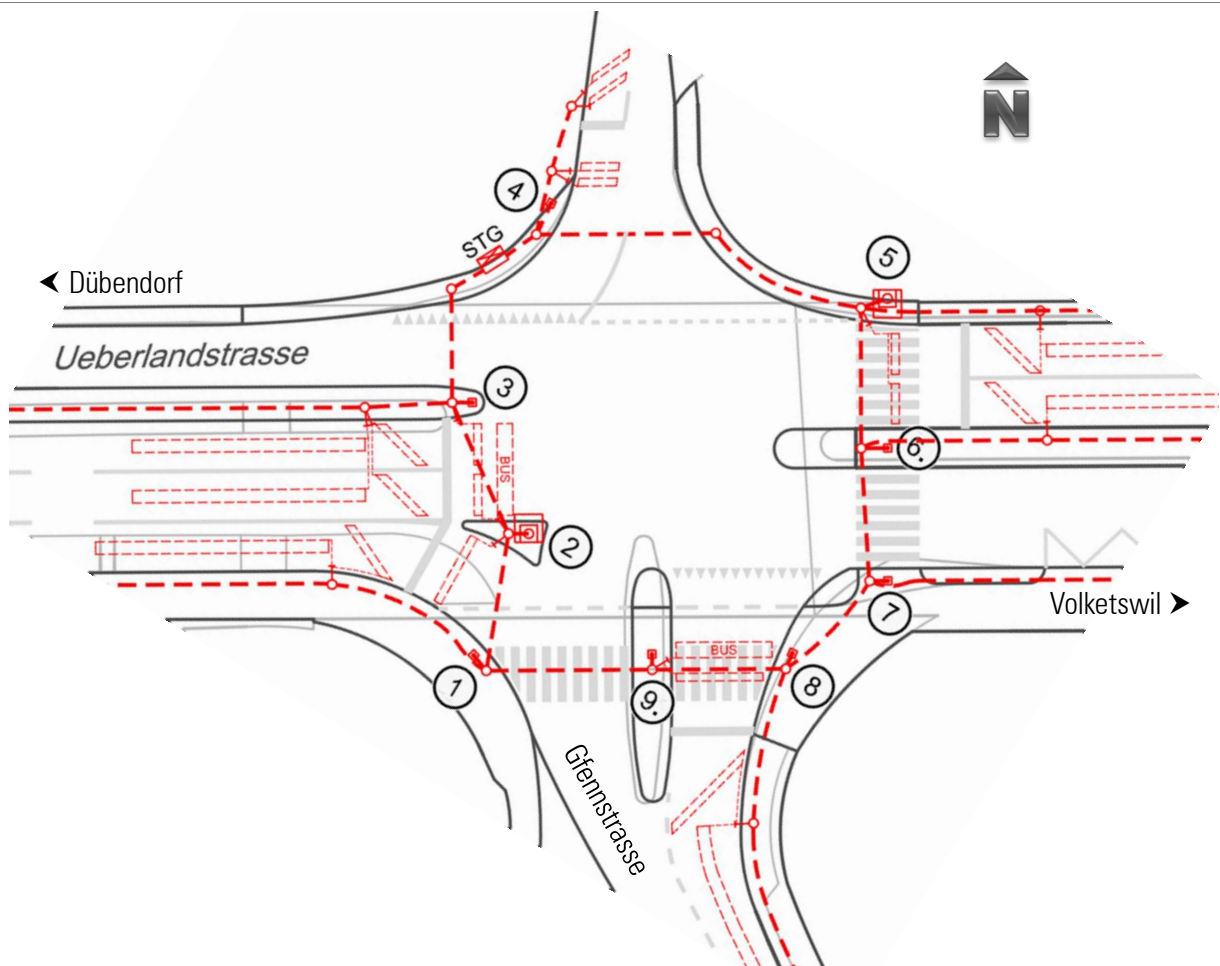 N
4
STG
5
Dübendorf
Ueberlandstrasse
3
6.
BUS
2
Volketswil
7
BUS
1
9.
8
Gfennstrasse